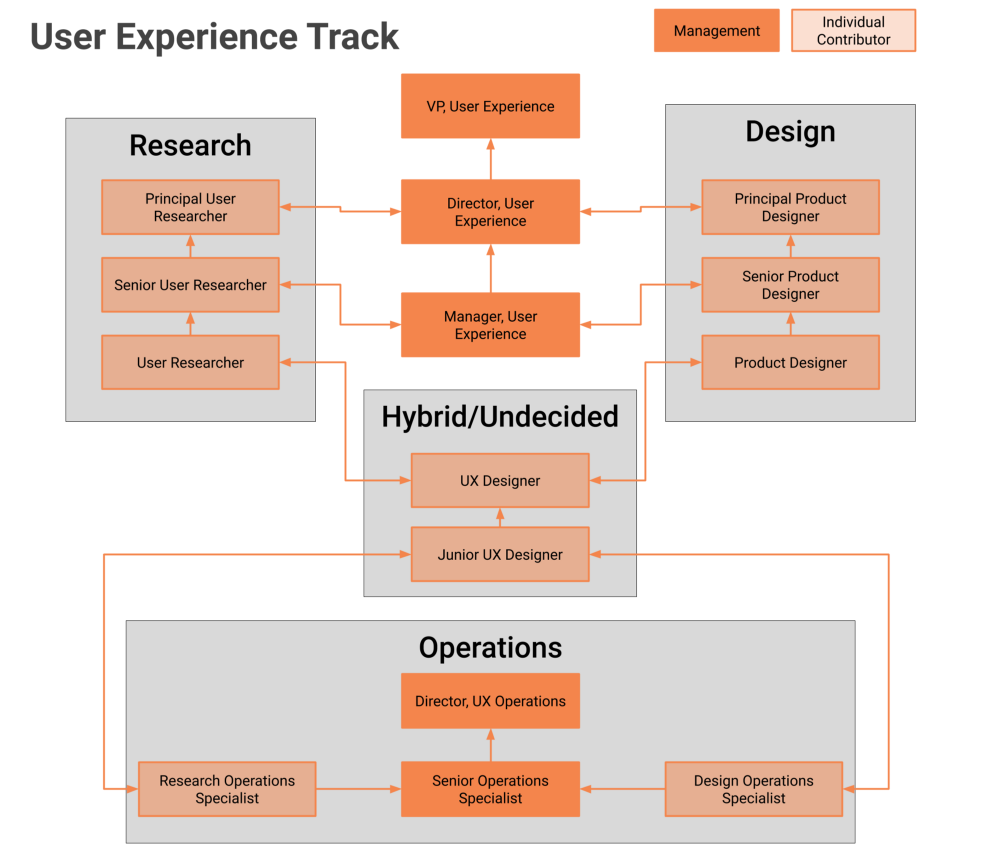 User Experience Track
Management
Individual
Contributor
VP, User Experience
Research
Design
Principal User
Researcher
Director, User
Experience
Principal Product
Designer
Senior User Researcher
Senior Product
Designer
Manager, User
Experience
User Researcher
Product Designer
Hybrid/Undecided
UX Designer
Junior UX Designer
Operations
Director, UX Operations
Research Operations
Specialist
Senior Operations
Specialist
Design Operations
Specialist